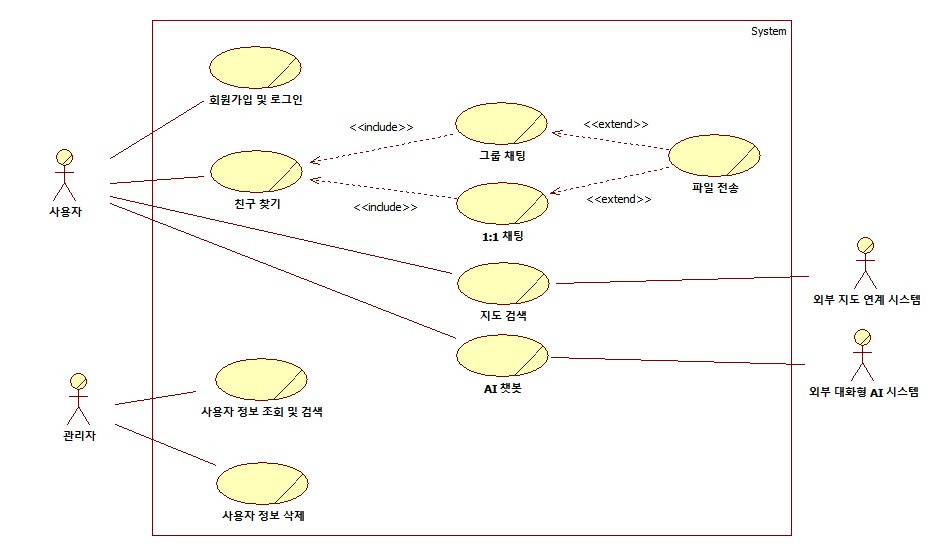 System
회원가입 및 로그인
<<include>>
<<extend>>
그룹 채팅
파일 전송
사용자
친구 찾기
<<include>>
<<extend>>
1:1 채팅
외부 지도 연계 시스템
지도 검색
AI 챗봇
외부 대화형 AI 시스템
사용자 정보 조회 및 검색
관리자
사용자 정보 삭제